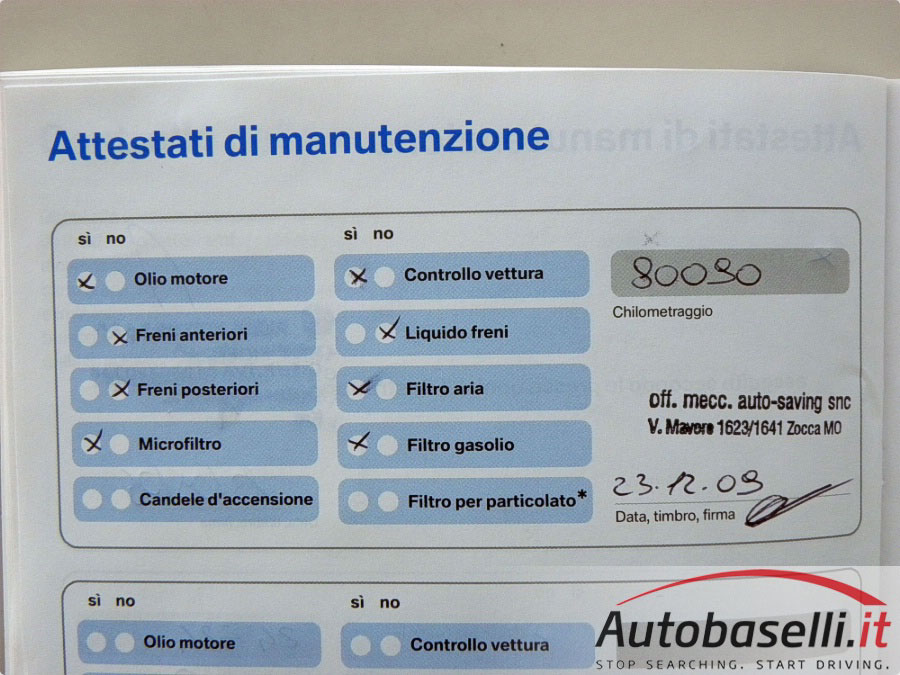 Attestati di manutenzione
sì no
Olio motore
Freni anteriori
Freni posteriori
Microfiltro
Candele d'accensione
sì no
Controllo vettura
Liquido freni
Filtro aria
Filtro gasolio
Filtro per particolato*
80090
Chilometraggio
off. mecc. auto-saving snc
V. Mavore 1623/1641 Zocca MO
23.12.09
Data, timbro, firma
sì no
Olio motore
sì no
Controllo vettura
Autobaselli.it
STOP SEARCHING. START DRIVING.